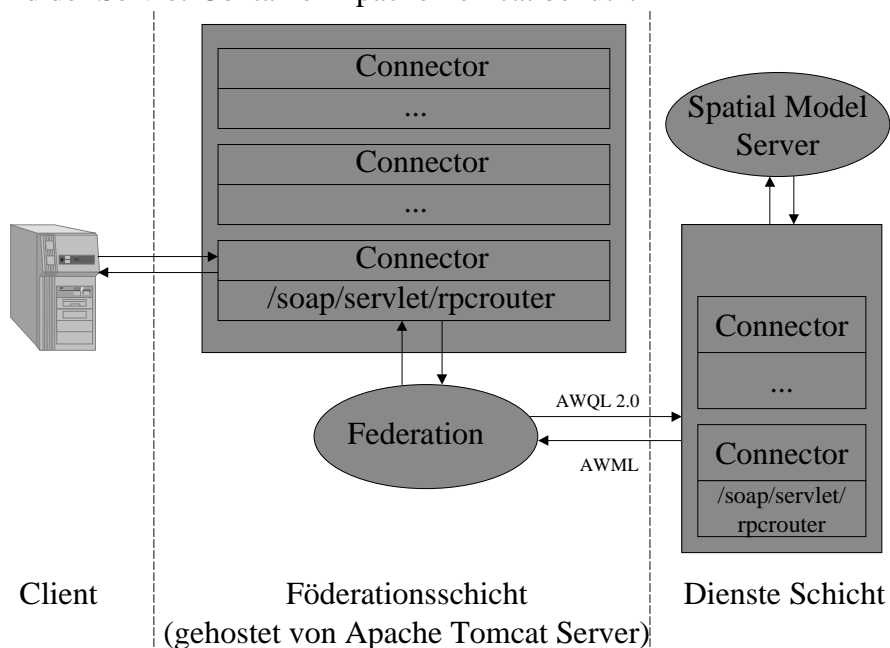 Connector
...
Connector
...
Connector
/soap/servlet/rpcrouter
Federation
AWQL 2.0
AWML
Spatial Model
Server
Connector
...
Connector
/soap/servlet/
rpcrouter
Client
Föderationsschicht
(gehostet von Apache Tomcat Server)
Dienste Schicht